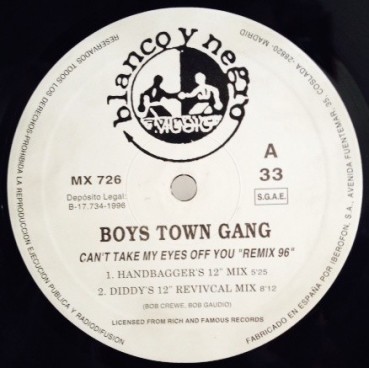 RESERVADOS TODOS LOS DERECHOS PROHIBIDA LA REPRODUCCION EJECUCION PUBLICA Y RADIODIFUSION
blanco y negro
MUSIC
FABRICADO EN ESPAÑA POR IBEROFON, S.A., AVENIDA FUENTEMAR 35, COSLADA -28820- MADRID
MX 726
A
Depósito Legal:
B-17.734-1996
33
S.G.A.E.
BOYS TOWN GANG
CAN'T TAKE MY EYES OFF YOU "REMIX 96"
1. HANDBAGGER'S 12" MIX 5'25
2. DIDDY'S 12" REVIVCAL MIX 8'12
(BOB CREWE, BOB GAUDIO)
LICENSED FROM RICH AND FAMOUS RECORDS